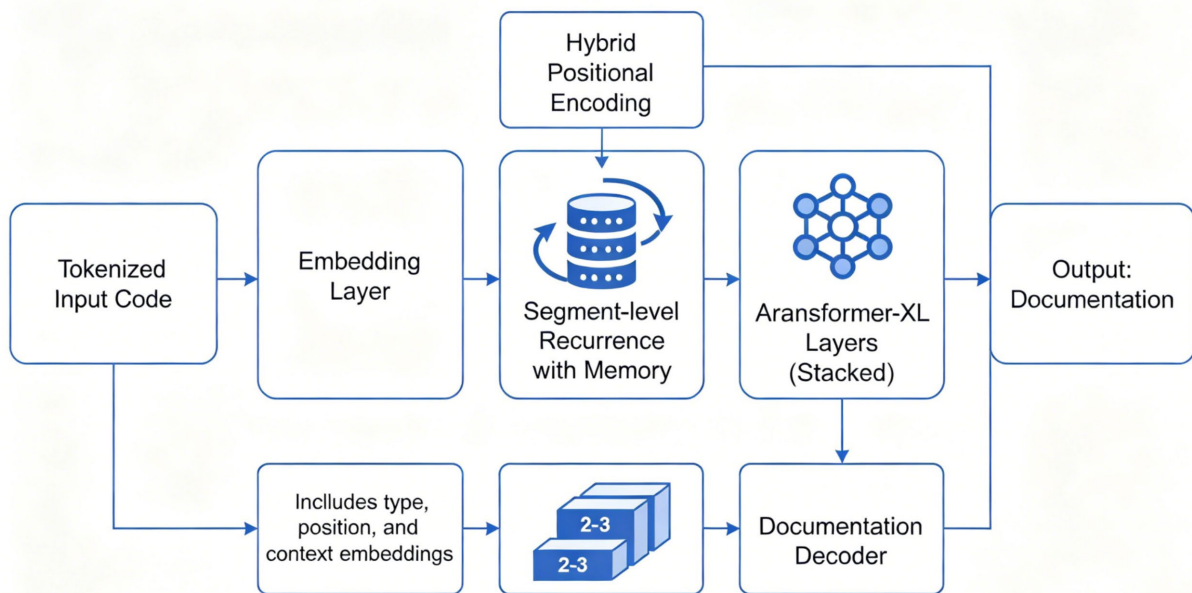 Hybrid
Positional
Encoding
Tokenized
Input Code
Embedding
Layer
Segment-level
Recurrence
with Memory
Aransformer-XL
Layers
(Stacked)
Output:
Documentation
Inclludes type,
position, and
context embeddings
2-3
2-3
Documentation
Decoder